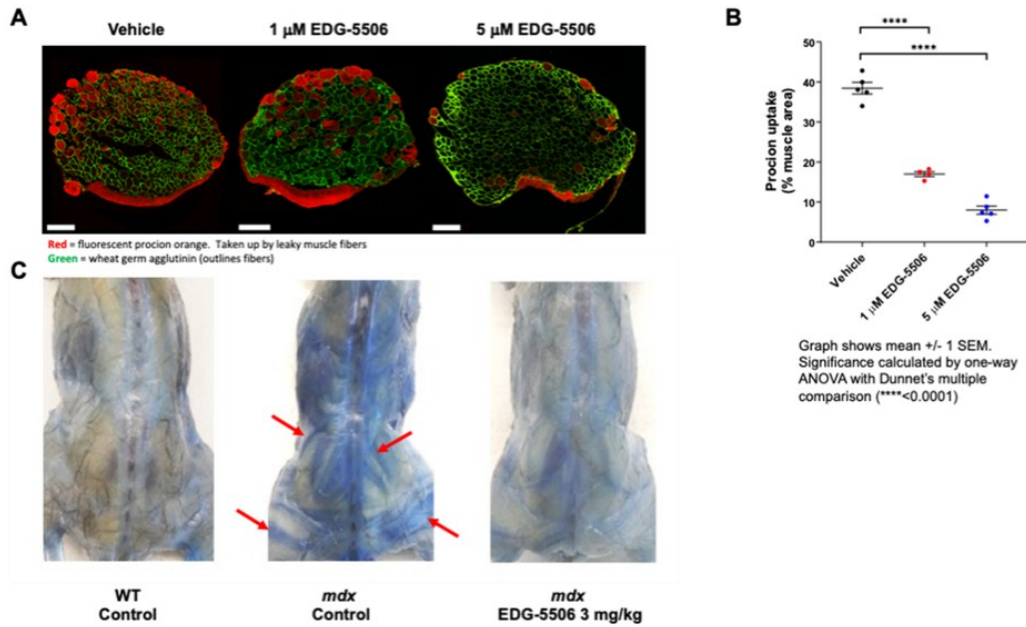 A
Vehicle
1 μM EDG-5506
5 μM EDG-5506
Red = fluorescent procion orange. Taken up by leaky muscle fibers
Green = wheat germ agglutinin (outlines fibers)
B
****
****
Procion uptake
(% muscle area)
50
40
30
20
10
0
Vehicle
1 μM EDG-5506
5 μM EDG-5506
Graph shows mean +/- 1 SEM.
Significance calculated by one-way
ANOVA with Dunnet's multiple
comparison (****<0.0001)
C
WT
Control
mdx
Control
mdx
EDG-5506 3 mg/kg